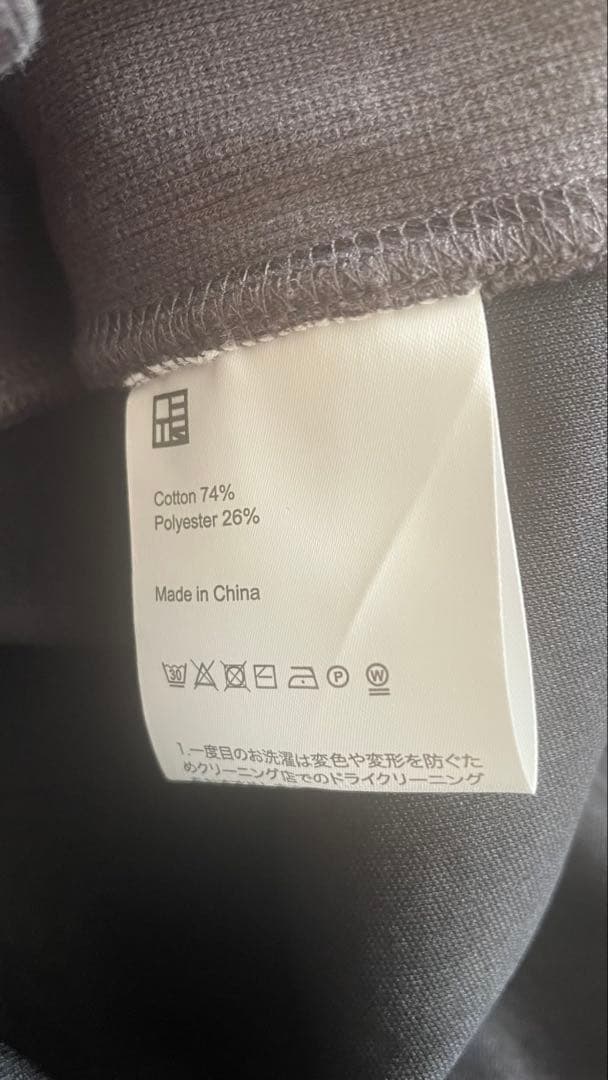 Cotton 74%
Polyester 26%
Made in China
30 P W
1.一度目のお洗濯は変色や変形を防ぐた
めクリーニング店でのドライクリーニング